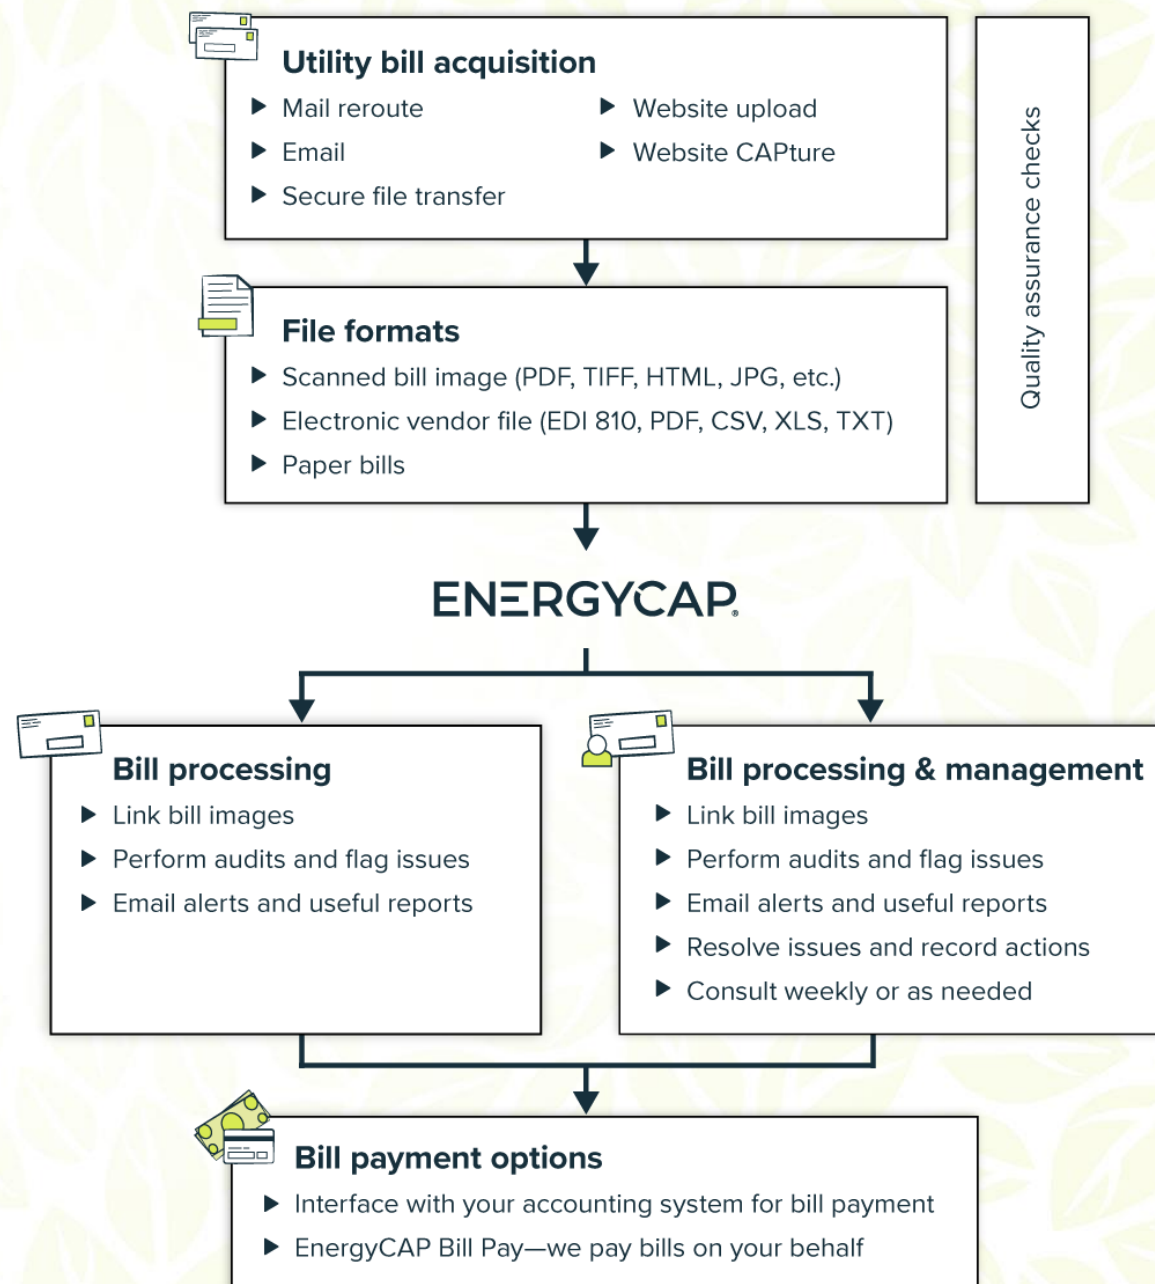 Utility bill acquisition
Mail reroute
Email
Secure file transfer
Website upload
Website CAPture
Quality assurance checks
File formats
Scanned bill image (PDF, TIFF, HTML, JPG, etc.)
Electronic vendor file (EDI 810, PDF, CSV, XLS, TXT)
Paper bills
ENERGYCAP®
Bill processing
Link bill images
Perform audits and flag issues
Email alerts and useful reports
Bill processing & management
Link bill images
Perform audits and flag issues
Email alerts and useful reports
Resolve issues and record actions
Consult weekly or as needed
Bill payment options
Interface with your accounting system for bill payment
EnergyCAP Bill Pay—we pay bills on your behalf